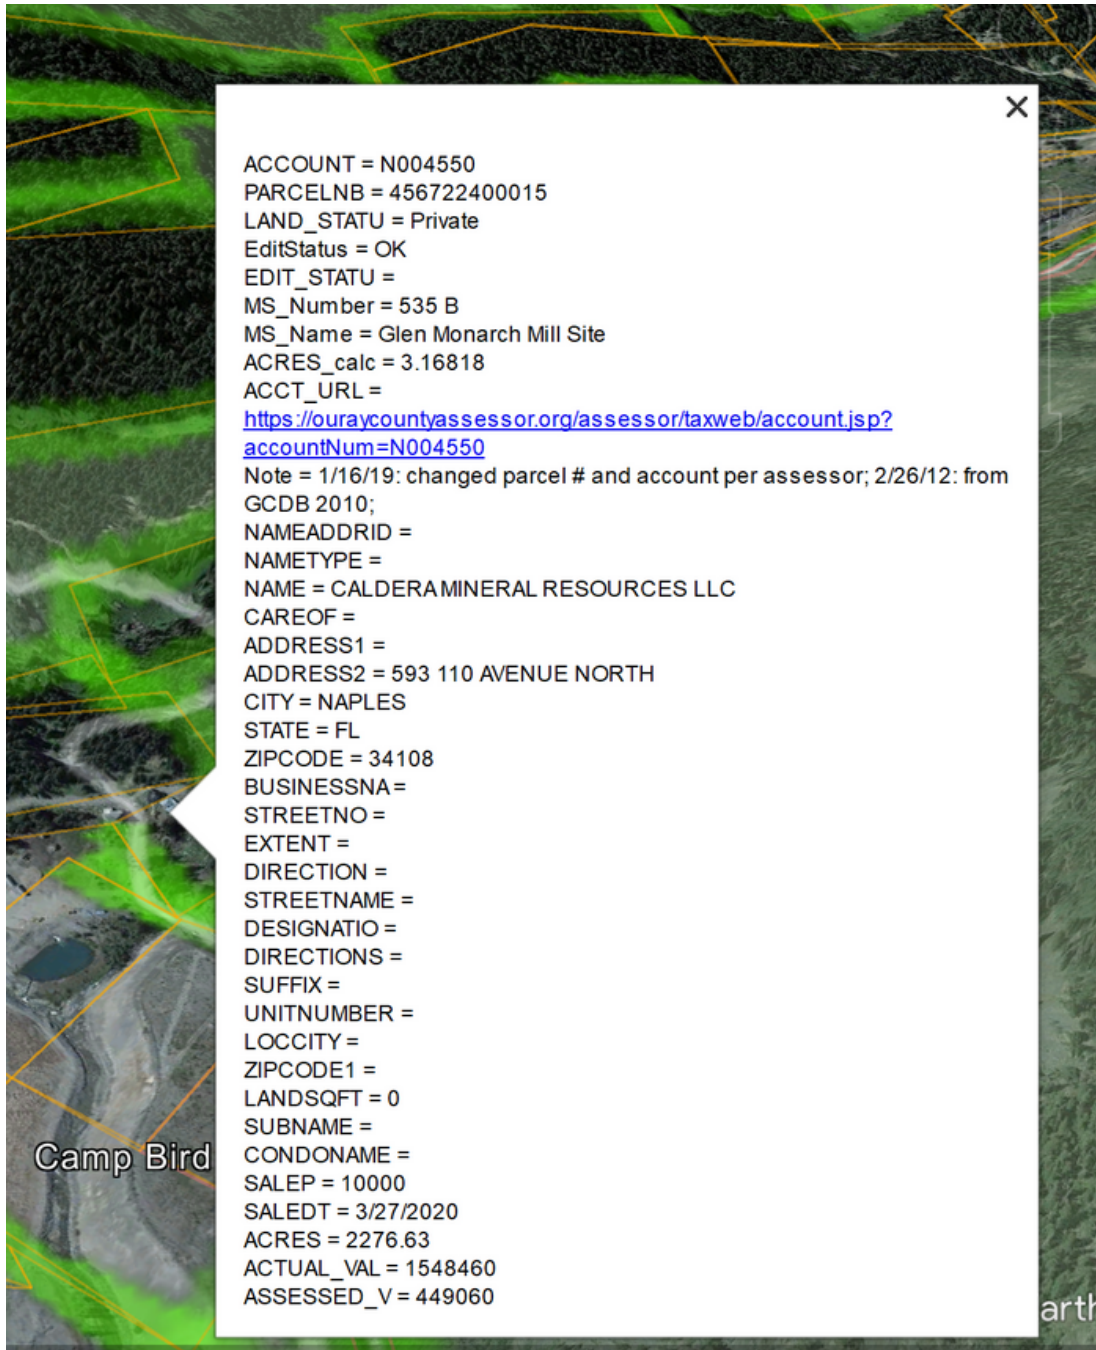 ACCOUNT = N004550
PARCELNB = 456722400015
LAND_STATU = Private
EditStatus = OK
EDIT_STATU =
MS_Number = 535 B
MS_Name = Glen Monarch Mill Site
ACRES_calc = 3.16818
ACCT_URL =
https://ouraycountyassessor.org/assessor/taxweb/account.jsp?
accountNum=N004550
Note = 1/16/19: changed parcel # and account per assessor; 2/26/12: from
GCDB 2010;
NAMEADDRID =
NAMETYPE =
NAME = CALDERA MINERAL RESOURCES LLC
CAREOF =
ADDRESS1 =
ADDRESS2 = 593 110 AVENUE NORTH
CITY = NAPLES
STATE = FL
ZIPCODE = 34108
BUSINESSNA =
STREETNO =
EXTENT =
DIRECTION =
STREETNAME =
DESIGNATIO =
DIRECTIONS =
SUFFIX =
UNITNUMBER =
LOCCITY =
ZIPCODE1 =
LANDSQFT = 0
SUBNAME =
CONDONAME =
SALEP = 10000
SALEDT = 3/27/2020
ACRES = 2276.63
ACTUAL_VAL = 1548460
ASSESSED_V = 449060
Camp Bird
arth